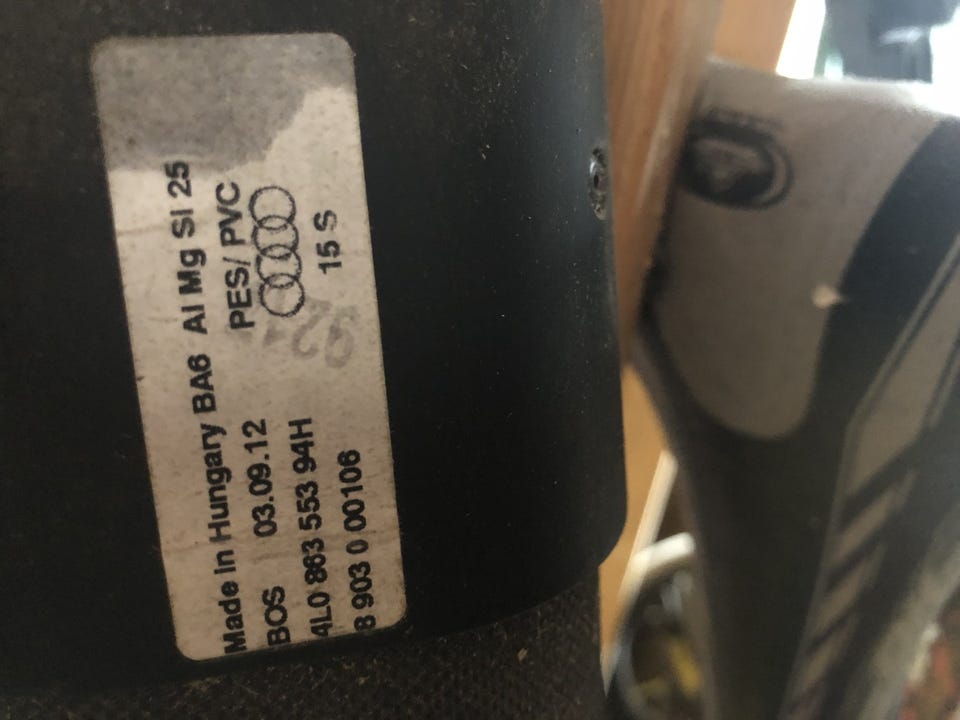 Made In Hungary BA6 Al Mg SI 25
BOS 03.09.12 PES/ PVC
4L0 863 553 94H
8 903 0 00106 15 S